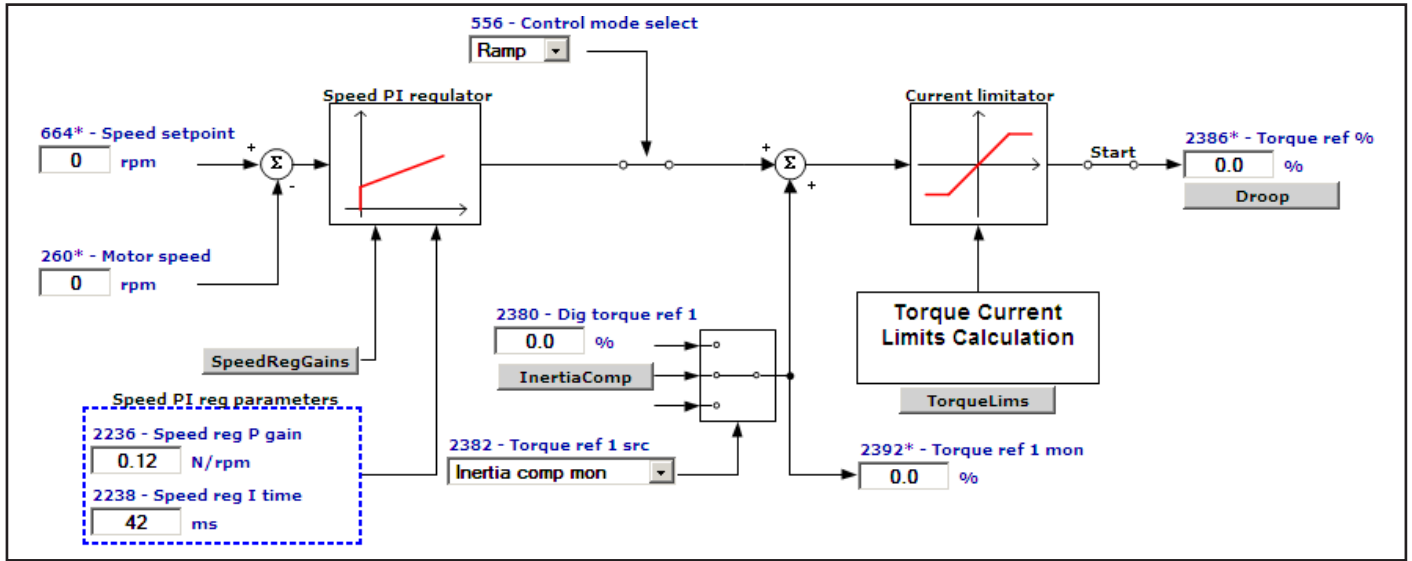 556 - Control mode select
Ramp
Speed PI regulator
Current limitator
664* - Speed setpoint
0 rpm
+
Σ
-
+
Σ
+
Start
2386* - Torque ref %
0.0 %
Droop
260* - Motor speed
0 rpm
SpeedRegGains
2380 - Dig torque ref 1
0.0 %
InertiaComp
Torque Current
Limits Calculation
TorqueLims
Speed PI reg parameters
2236 - Speed reg P gain
0.12 N/rpm
2238 - Speed reg I time
42 ms
2382 - Torque ref 1 src
Inertia comp mon
2392* - Torque ref 1 mon
0.0 %